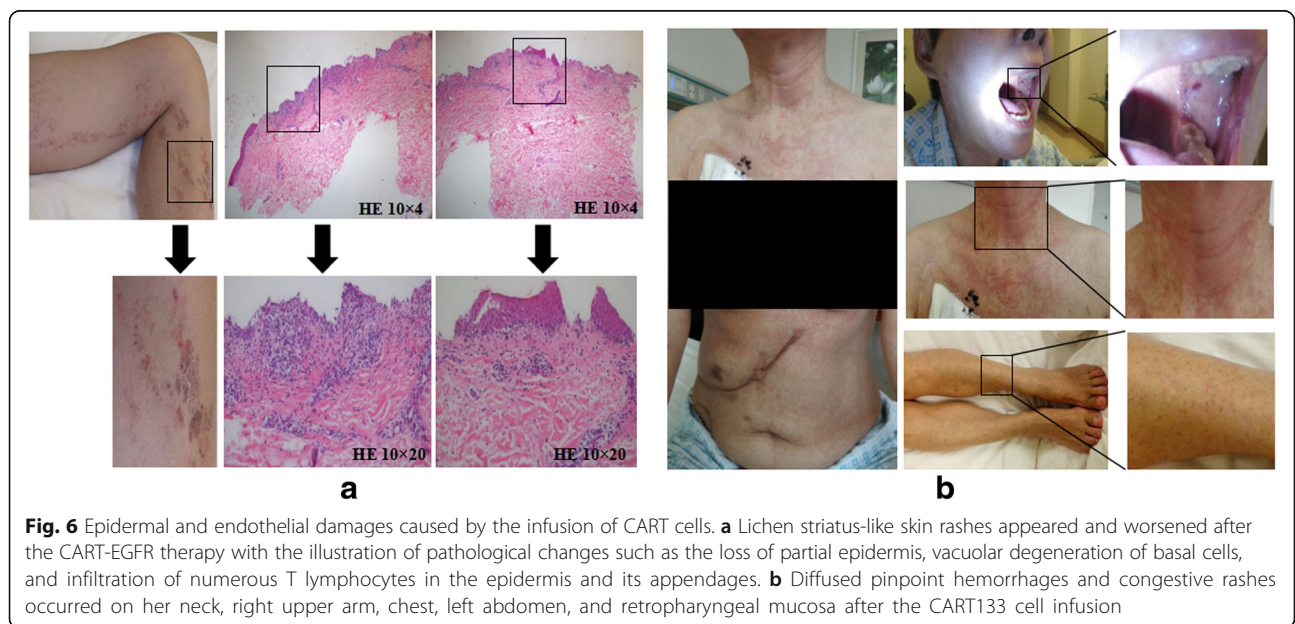 HE 10×4
HE 10×4
HE 10×20
HE 10×20
a
b
Fig. 6 Epidermal and endothelial damages caused by the infusion of CART cells. a Lichen striatus-like skin rashes appeared and worsened after
the CART-EGFR therapy with the illustration of pathological changes such as the loss of partial epidermis, vacuolar degeneration of basal cells,
and infiltration of numerous T lymphocytes in the epidermis and its appendages. b Diffused pinpoint hemorrhages and congestive rashes
occurred on her neck, right upper arm, chest, left abdomen, and retropharyngeal mucosa after the CART133 cell infusion